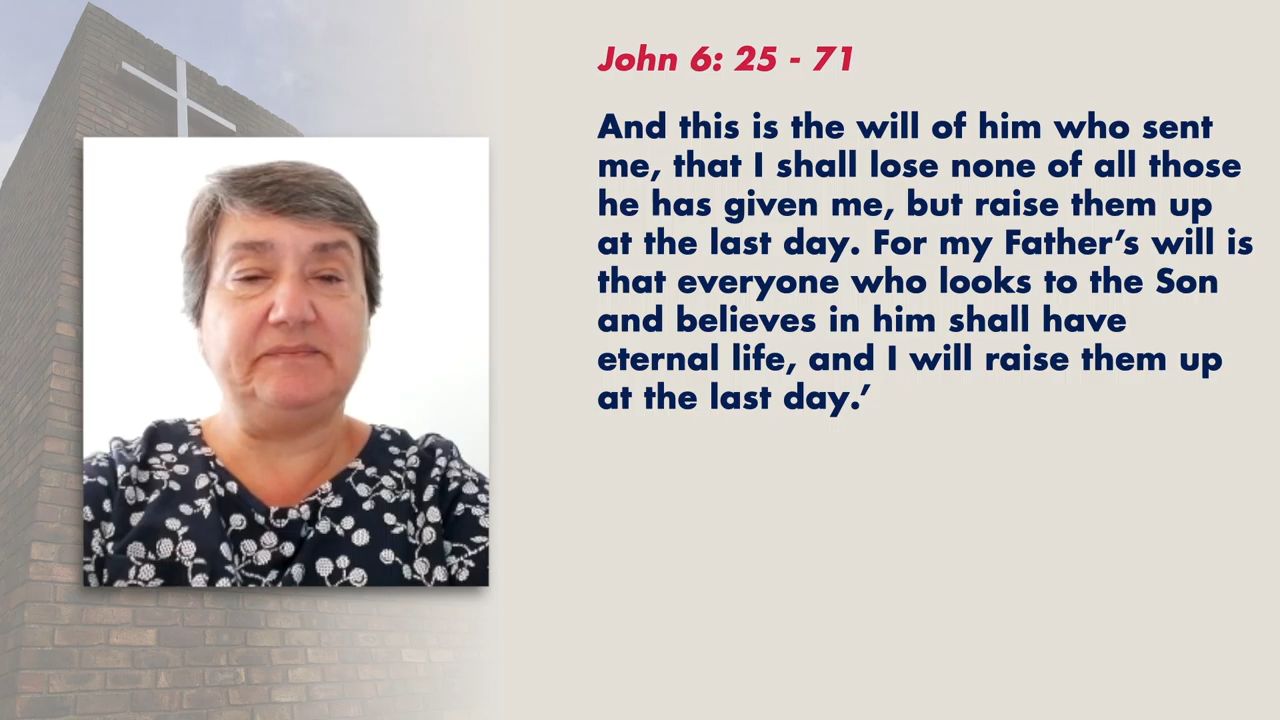 John 6: 25 - 71
And this is the will of him who sent
me, that I shall lose none of all those
he has given me, but raise them up
at the last day. For my Father’s will is
that everyone who looks to the Son
and believes in him shall have
eternal life, and I will raise them up
at the last day.’